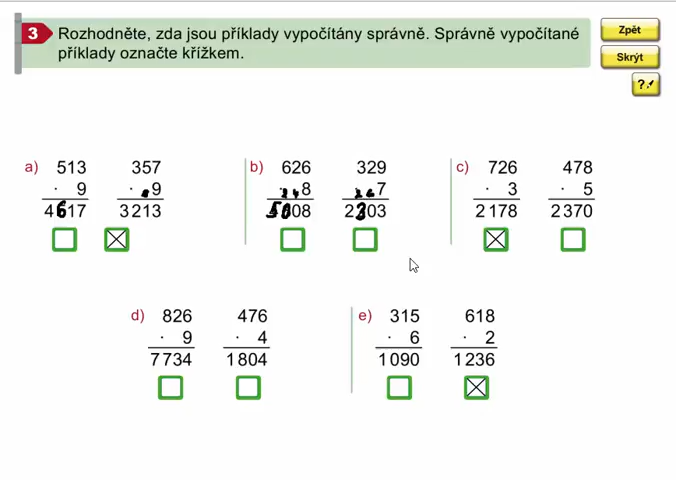 3 Rozhodněte, zda jsou příklady vypočítány správně. Správně vypočítané
příklady označte křížkem.
Zpět
Skrýt
?
a) 513 357
· 9 · 9
4617 3213
b) 626 329
· 8 · 7
5008 2303
c) 726 478
· 3 · 5
2178 2370
d) 826 476
· 9 · 4
7734 1804
e) 315 618
· 6 · 2
1090 1236